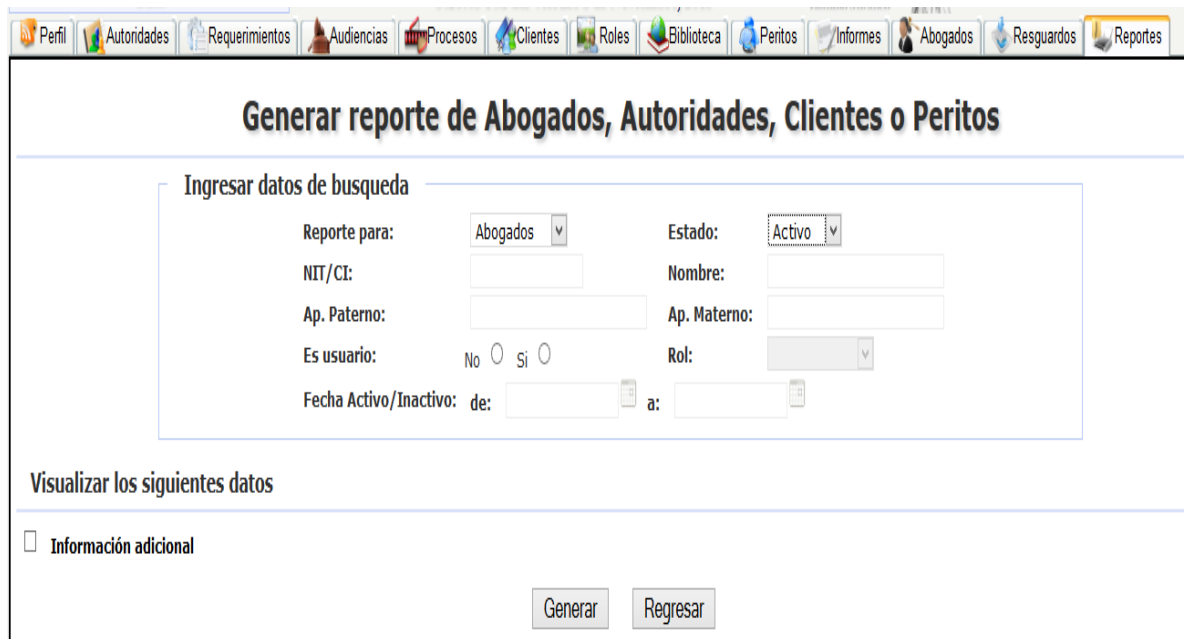 Perfil Autoridades Requerimientos Audiencias Procesos Clientes Roles Biblioteca Peritos Informes Abogados Resguardos Reportes
Generar reporte de Abogados, Autoridades, Clientes o Peritos
Ingresar datos de busqueda
Reporte para: Abogados Estado: Activo
NIT/CI: Nombre:
Ap. Paterno: Ap. Materno:
Es usuario: No Si Rol:
Fecha Activo/Inactivo: de: a:
Visualizar los siguientes datos
Información adicional
Generar Regresar